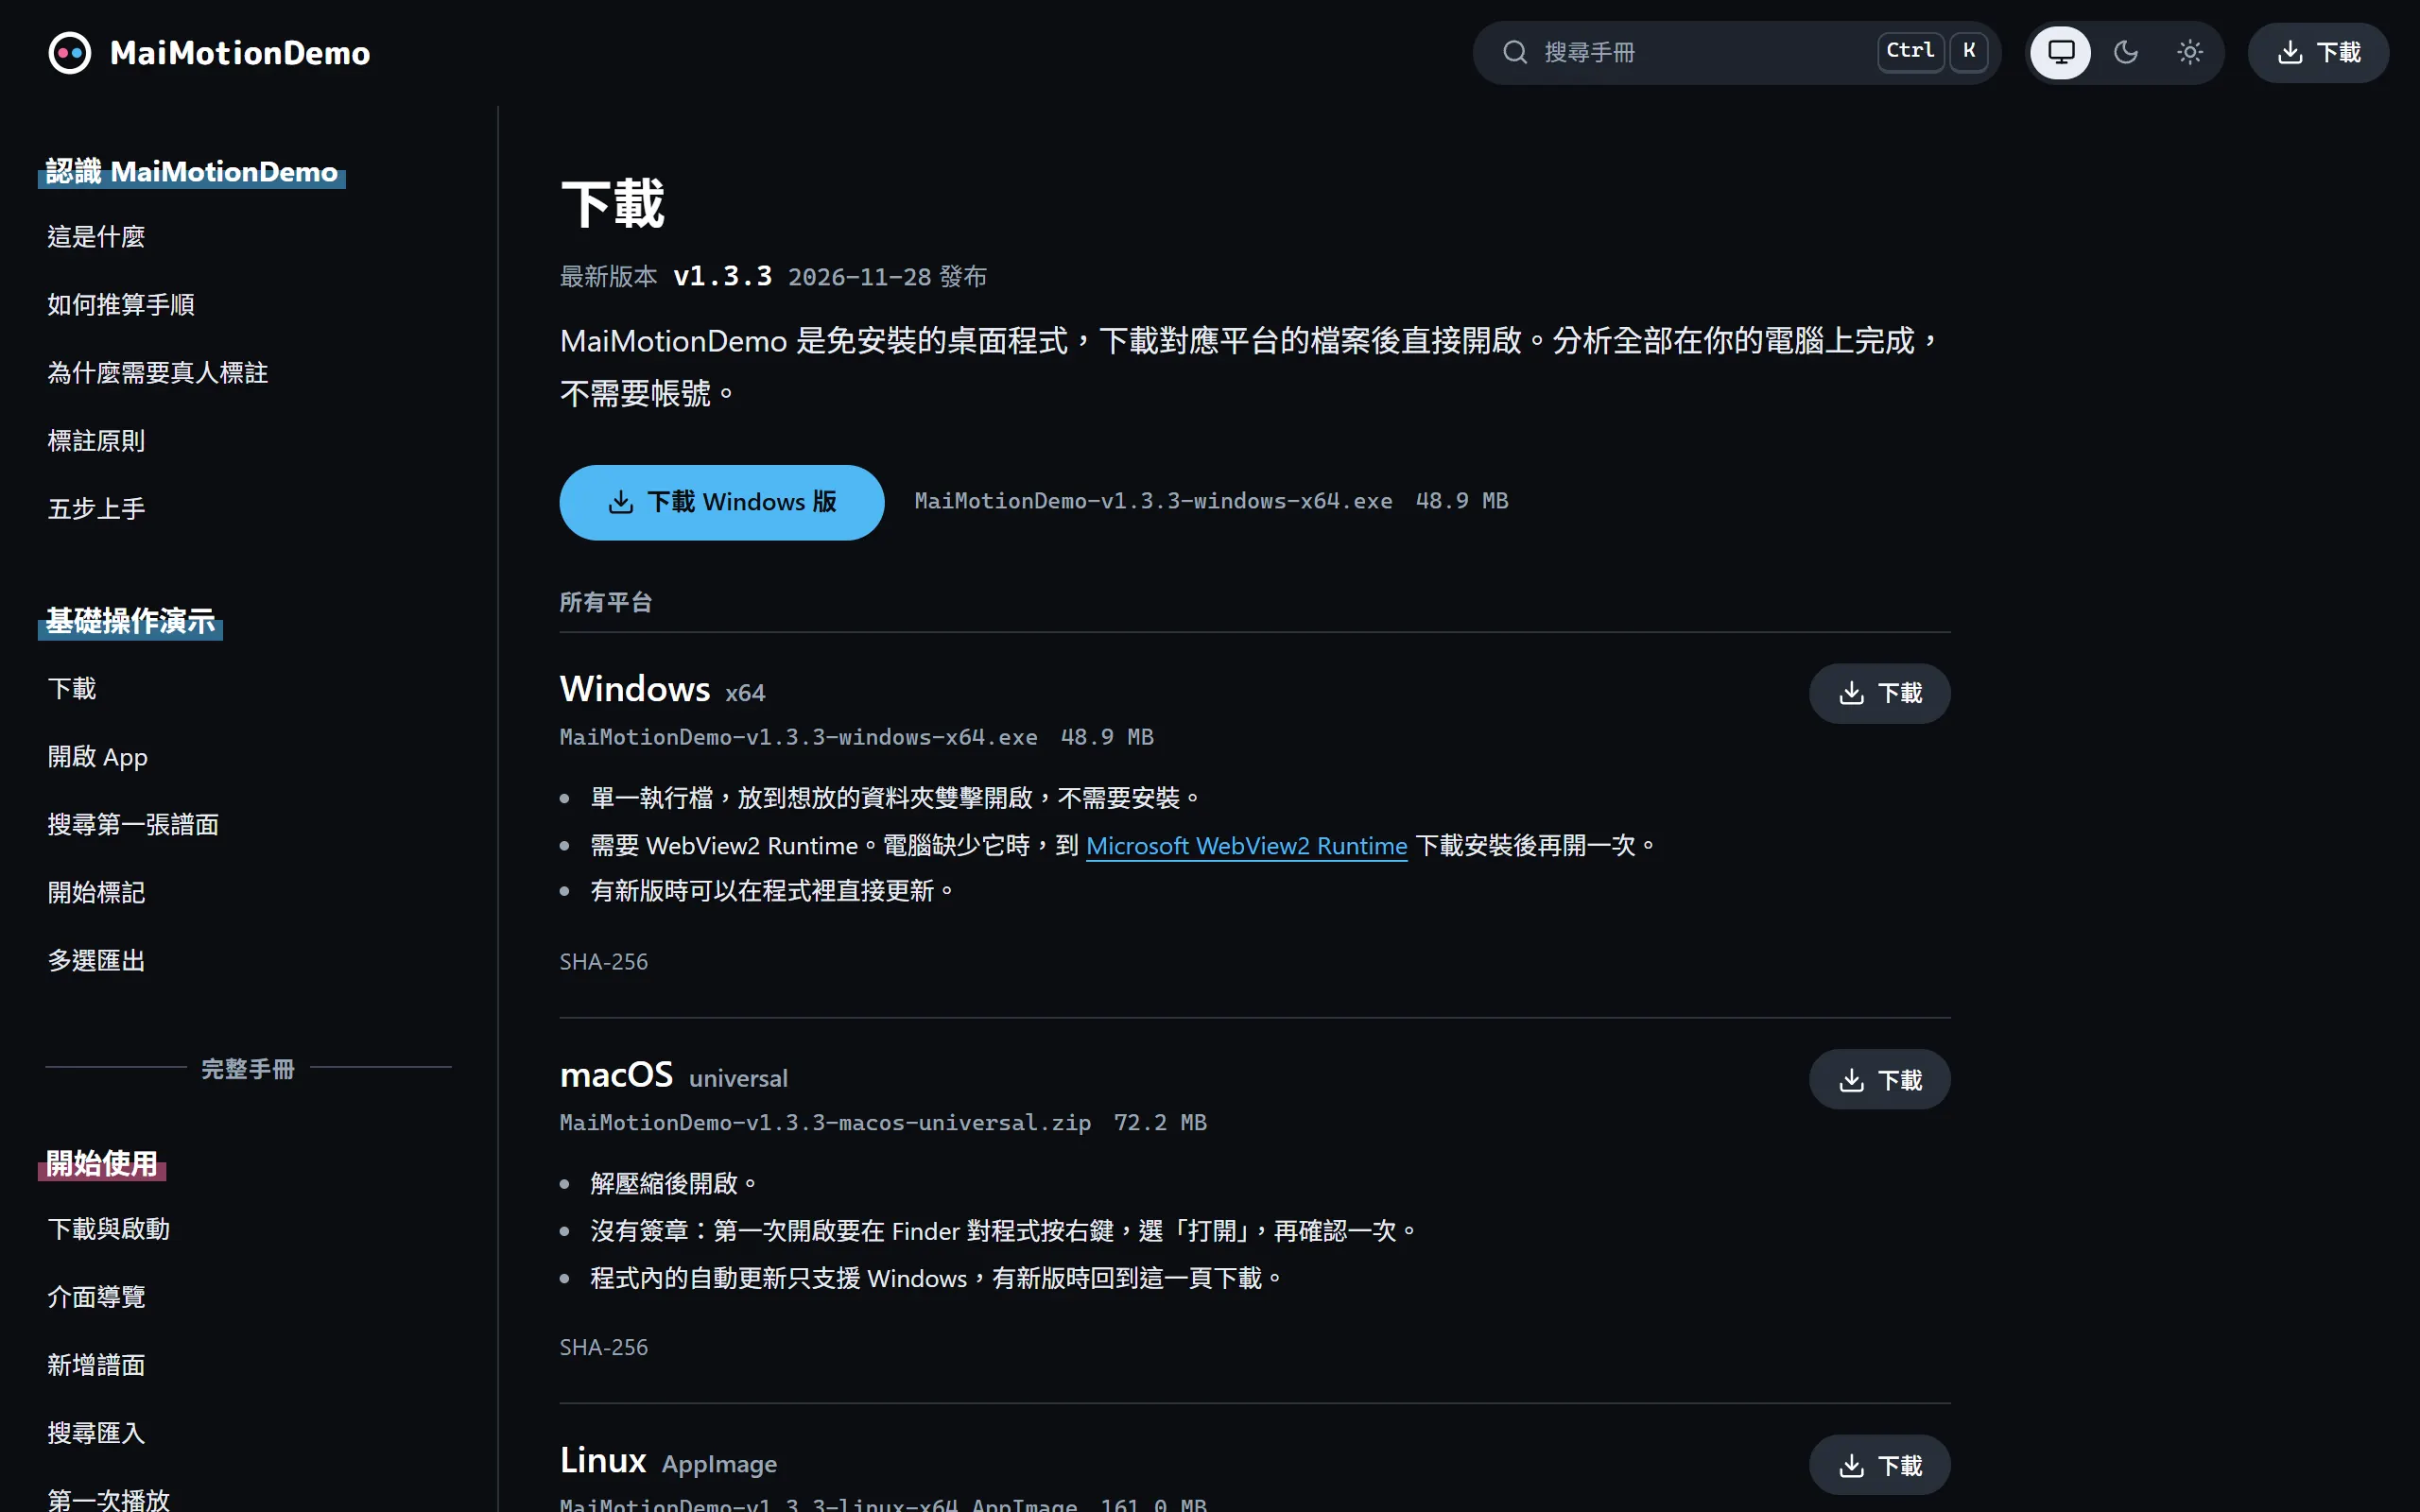 MaiMotionDemo
搜尋手冊
Ctrl K
下載
認識 MaiMotionDemo
這是什麼
如何推算手順
為什麼需要真人標註
標註原則
五步上手
基礎操作演示
下載
開啟 App
搜尋第一張譜面
開始標記
多選匯出
完整手冊
開始使用
下載與啟動
介面導覽
新增譜面
搜尋匯入
第一次播放
下載
最新版本 v1.3.3 2026-11-28 發布
MaiMotionDemo 是免安裝的桌面程式，下載對應平台的檔案後直接開啟。分析全部在你的電腦上完成，
不需要帳號。
下載 Windows 版
MaiMotionDemo-v1.3.3-windows-x64.exe 48.9 MB
所有平台
Windows x64
下載
MaiMotionDemo-v1.3.3-windows-x64.exe 48.9 MB
單一執行檔，放到想放的資料夾雙擊開啟，不需要安裝。
需要 WebView2 Runtime。電腦缺少它時，到 Microsoft WebView2 Runtime 下載安裝後再開一次。
有新版時可以在程式裡直接更新。
SHA-256
macOS universal
下載
MaiMotionDemo-v1.3.3-macos-universal.zip 72.2 MB
解壓縮後開啟。
沒有簽章：第一次開啟要在 Finder 對程式按右鍵，選「打開」，再確認一次。
程式內的自動更新只支援 Windows，有新版時回到這一頁下載。
SHA-256
Linux AppImage
下載
MaiMotionDemo-v1.3.3-linux-x64.AppImage 161.0 MB